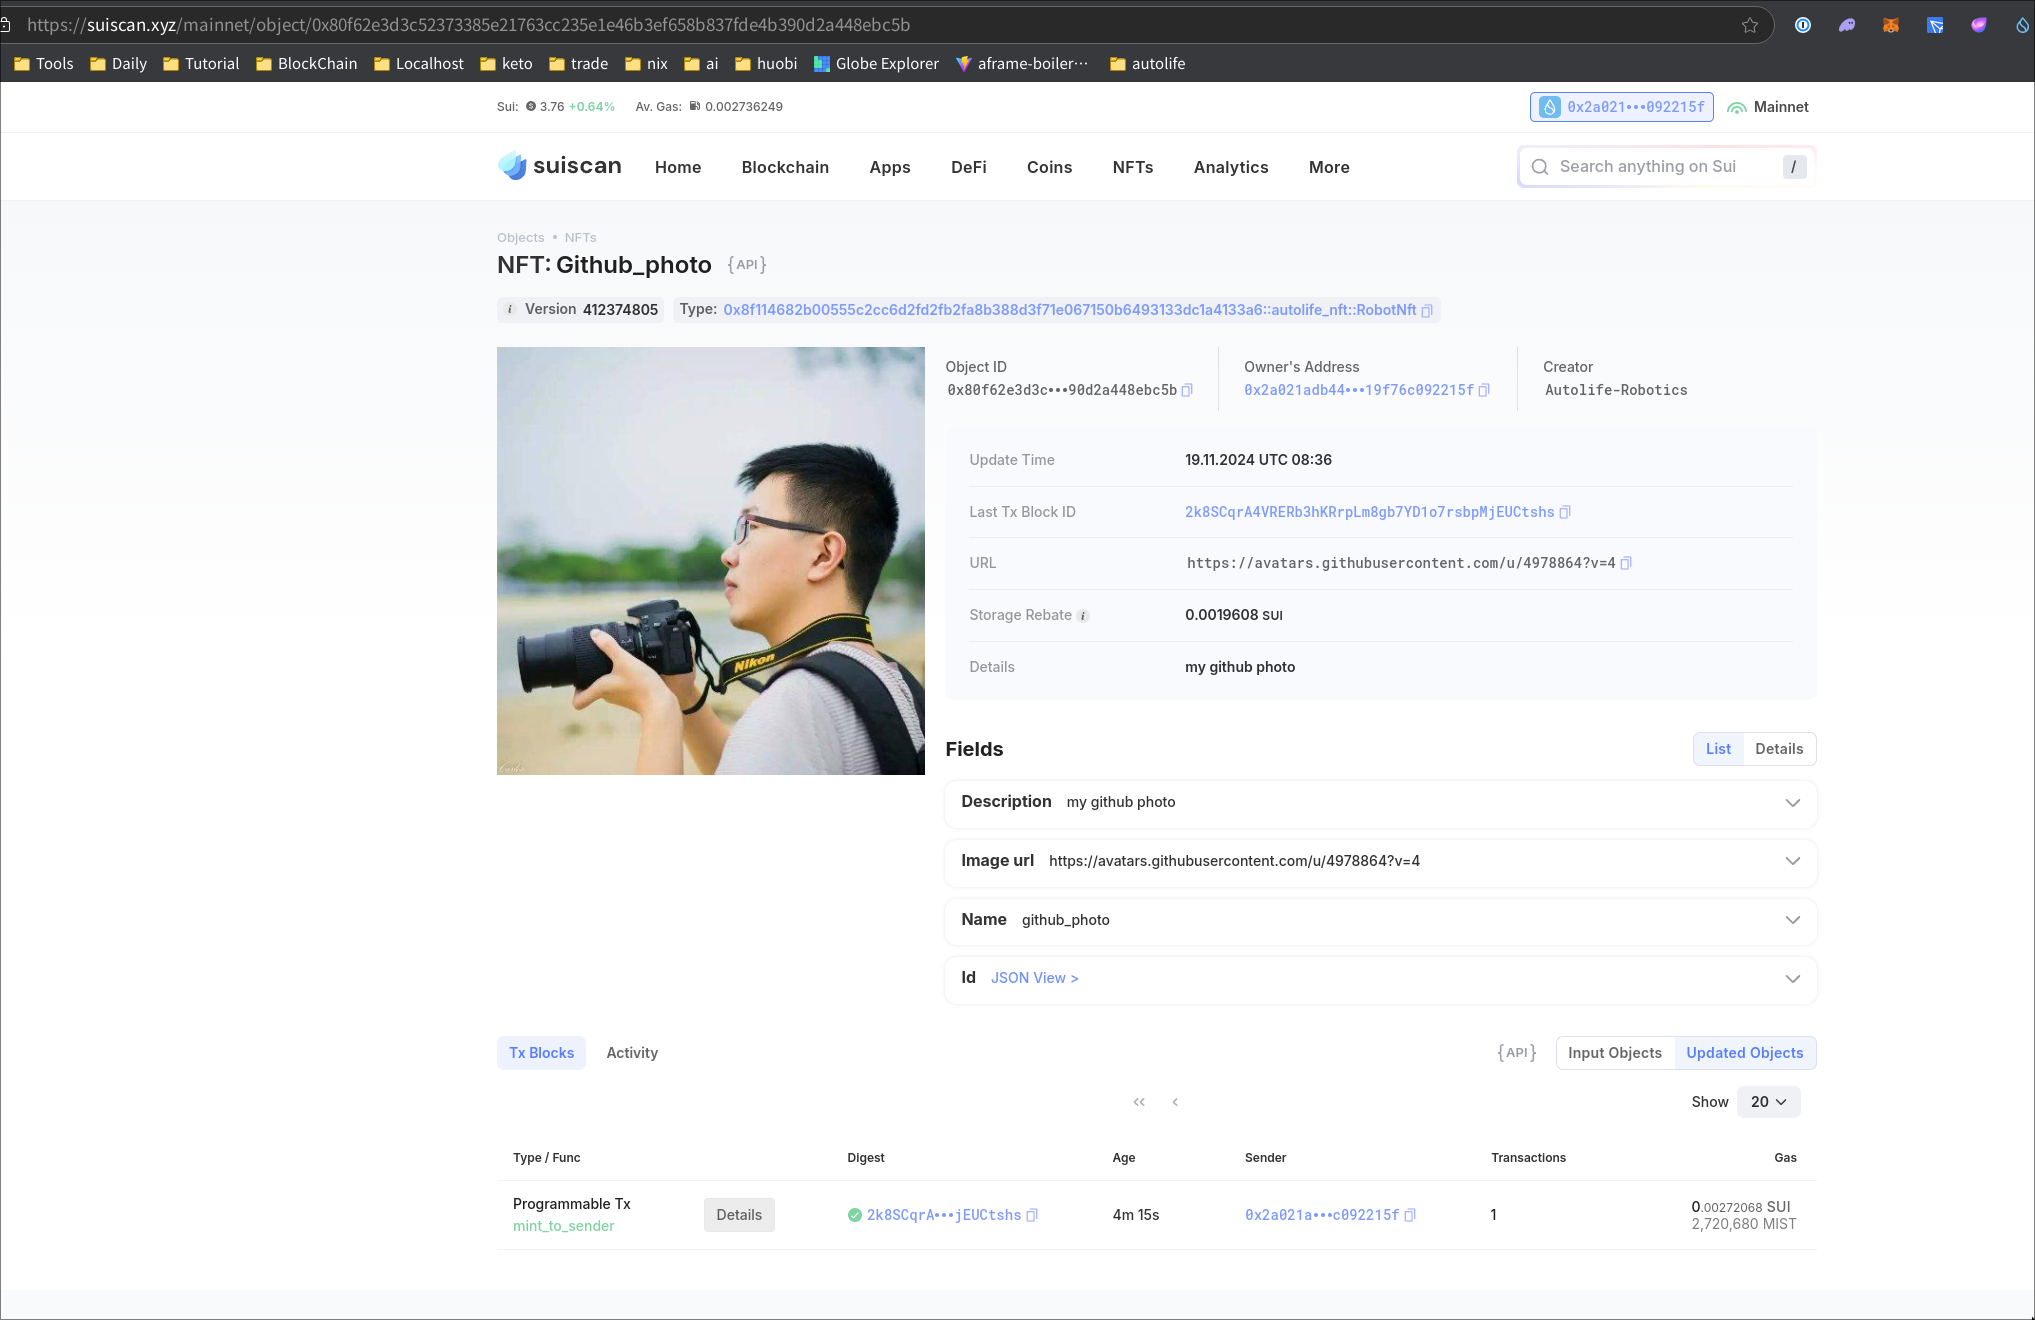 https://suiscan.xyz/mainnet/object/0x80f62e3d3c52373385e21763cc235e1e46b3ef658b837fde4b390d2a448ebc5b
Tools Daily Tutorial BlockChain Localhost keto trade nix ai huobi Globe Explorer aframe-boiler⋯ autolife
Sui: 3.76 +0.64% Av. Gas: 0.002736249 0x2a021•••092215f Mainnet
suiscan Home Blockchain Apps DeFi Coins NFTs Analytics More Search anything on Sui /
Objects • NFTs
NFT: Github_photo {API}
i Version 412374805 Type: 0x8f114682b00555c2cc6d2fd2fb2fa8b388d3f71e067150b6493133dc1a4133a6::autolife_nft::RobotNft
Object ID Owner's Address Creator
0x80f62e3d3c•••90d2a448ebc5b 0x2a021adb44•••19f76c092215f Autolife-Robotics
Update Time 19.11.2024 UTC 08:36
Last Tx Block ID 2k8SCqrA4VRERb3hKRrpLm8gb7YD1o7rsbpMjEUCtshs
URL https://avatars.githubusercontent.com/u/4978864?v=4
Storage Rebate i 0.0019608 SUI
Details my github photo
Nikon
Fields List Details
Description my github photo
Image url https://avatars.githubusercontent.com/u/4978864?v=4
Name github_photo
Id JSON View >
Tx Blocks Activity {API} Input Objects Updated Objects
Show 20
Type / Func Digest Age Sender Transactions Gas
Programmable Tx Details 2k8SCqrA•••jEUCtshs 4m 15s 0x2a021a•••c092215f 1 0.00272068 SUI
mint_to_sender 2,720,680 MIST